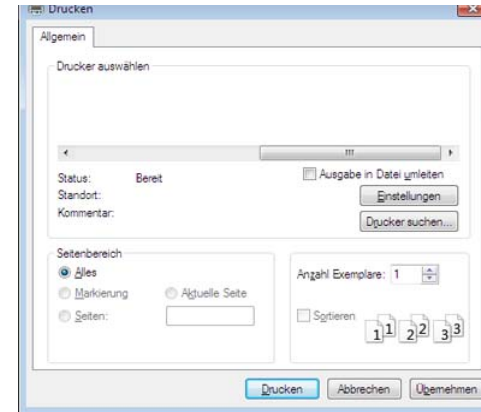 Drucken
Allgemein
Drucker auswählen
Status: Bereit
Ausgabe in Datei umleiten
Standort:
Einstellungen
Kommentar:
Drucker suchen...
Seitenbereich
Alles
Markierung
Aktuelle Seite
Seiten:
Anzahl Exemplare: 1
Sortieren
1 1 2 2 3 3
Drucken
Abbrechen
Übernehmen